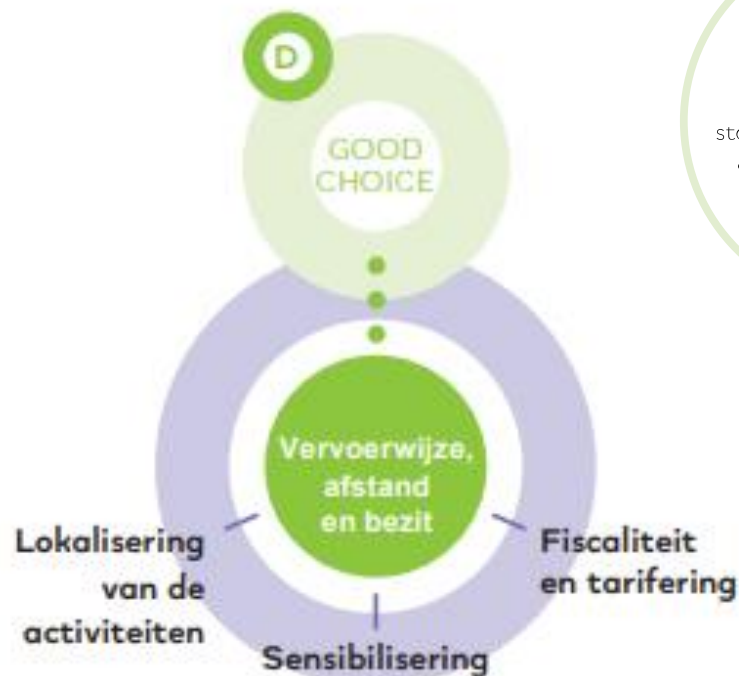 D
GOOD
CHOICE
Vervoerwijze,
afstand
en bezit
Lokalisering
van de
activiteiten
Fiscaliteit
en tarifering
Sensibilisering